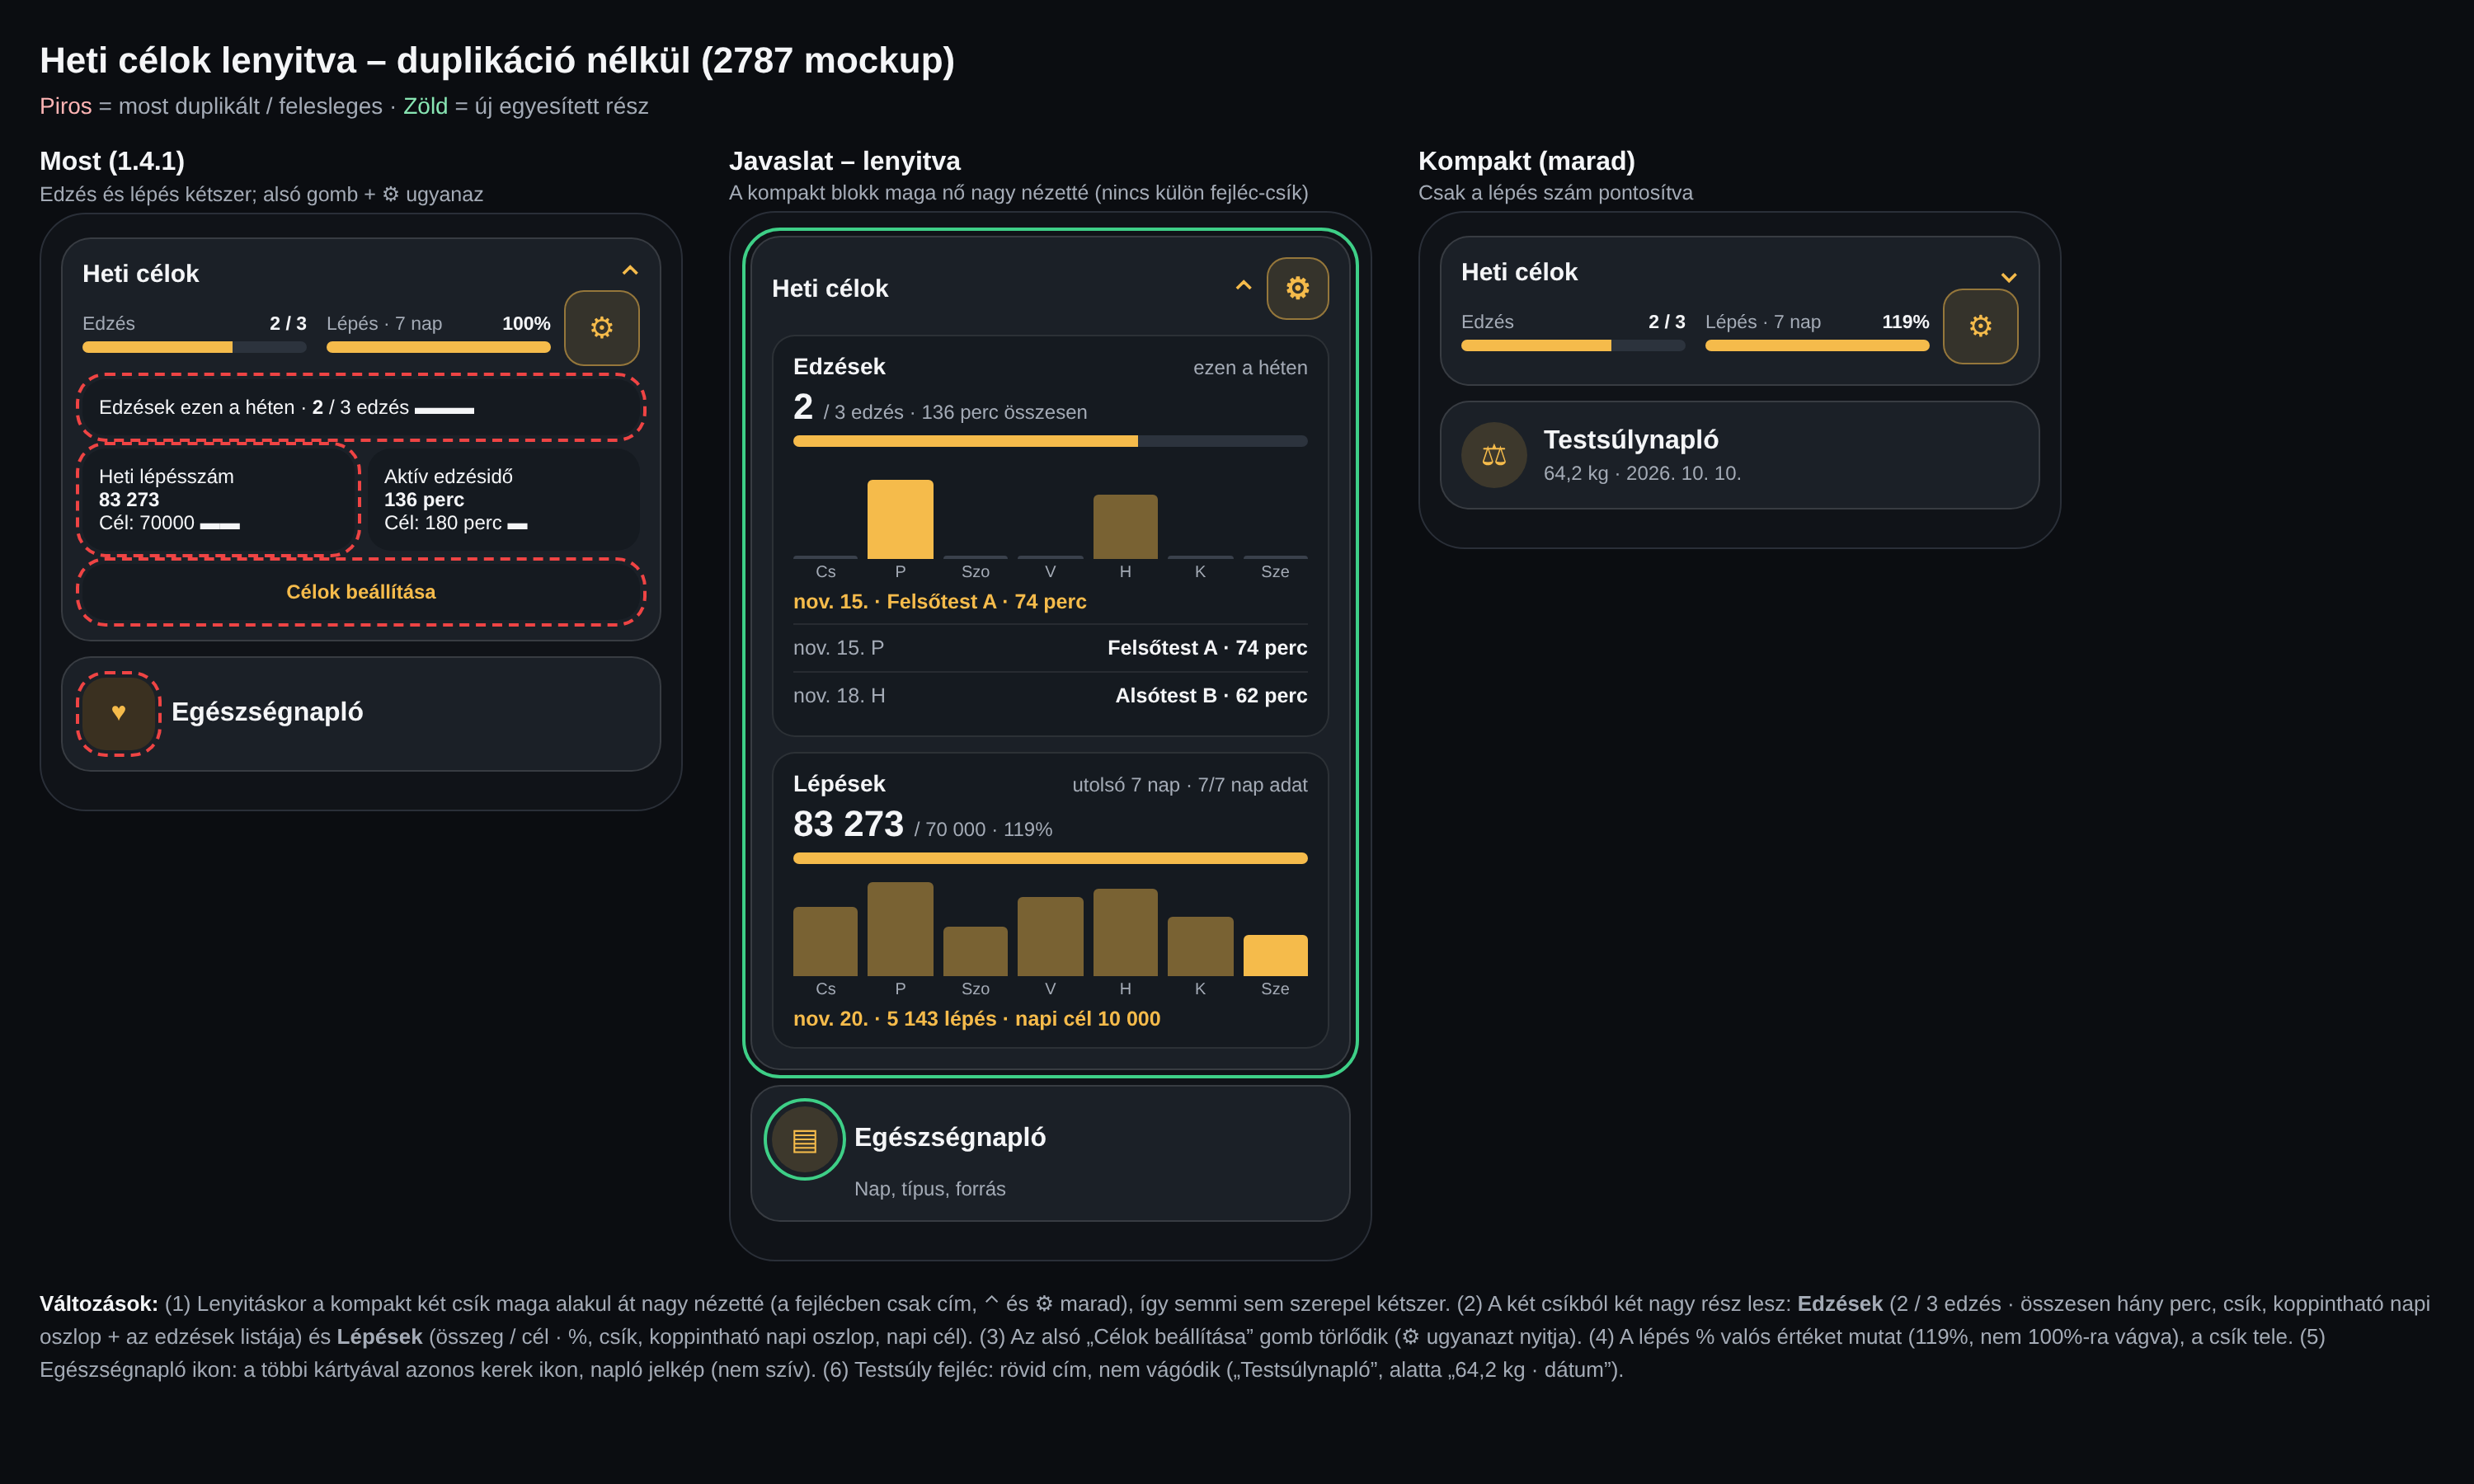 Heti célok lenyitva – duplikáció nélkül (2787 mockup)
Piros = most duplikált / felesleges · Zöld = új egyesített rész
Most (1.4.1)
Edzés és lépés kétszer; alsó gomb + ⚙ ugyanaz
Heti célok
Edzés 2 / 3 Lépés · 7 nap 100%
Edzések ezen a héten · 2 / 3 edzés
Heti lépésszám
83 273
Cél: 70000
Aktív edzésidő
136 perc
Cél: 180 perc
Célok beállítása
Egészségnapló
Javaslat – lenyitva
A kompakt blokk maga nő nagy nézetté (nincs külön fejléc-csík)
Heti célok
Edzések ezen a héten
2 / 3 edzés · 136 perc összesen
Cs P Szo V H K Sze
nov. 15. · Felsőtest A · 74 perc
nov. 15. P Felsőtest A · 74 perc
nov. 18. H Alsótest B · 62 perc
Lépések utolsó 7 nap · 7/7 nap adat
83 273 / 70 000 · 119%
Cs P Szo V H K Sze
nov. 20. · 5 143 lépés · napi cél 10 000
Egészségnapló
Nap, típus, forrás
Kompakt (marad)
Csak a lépés szám pontosítva
Heti célok
Edzés 2 / 3 Lépés · 7 nap 119%
Testsúlynapló
64,2 kg · 2026. 10. 10.
Változások: (1) Lenyitáskor a kompakt két csík maga alakul át nagy nézetté (a fejlécben csak cím, ^ és ⚙ marad), így semmi sem szerepel kétszer. (2) A két csíkból két nagy rész lesz: Edzések (2 / 3 edzés · összesen hány perc, csík, koppintható napi
oszlop + az edzések listája) és Lépések (összeg / cél · %, csík, koppintható napi oszlop, napi cél). (3) Az alsó „Célok beállítása” gomb törlődik (⚙ ugyanazt nyitja). (4) A lépés % valós értéket mutat (119%, nem 100%-ra vágva), a csík tele. (5)
Egészségnapló ikon: a többi kártyával azonos kerek ikon, napló jelkép (nem szív). (6) Testsúly fejléc: rövid cím, nem vágódik („Testsúlynapló”, alatta „64,2 kg · dátum”).